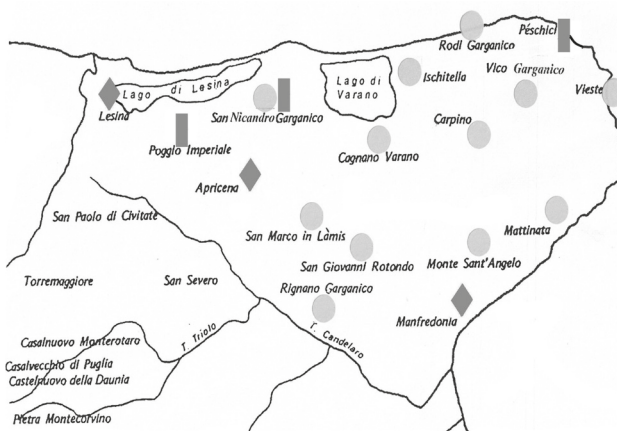 Péschici
Rodi Garganico
Ischitella
Vico Garganico
Vieste
Lago di Lesina
Lago di
Varano
Lesina
San Nicandro Garganico
Carpino
Poggio Imperiale
Cagnano Varano
Apricena
San Paolo di Civitate
San Marco in Làmis
Mattinata
San Giovanni Rotondo
Monte Sant'Angelo
Torremaggiore
San Severo
Rignano Garganico
Manfredonia
T. Candelaro
T. Triolo
Casalnuovo Monterotaro
Casalvecchio di Puglia
Castelnuovo della Daunia
Pietra Montecorvino